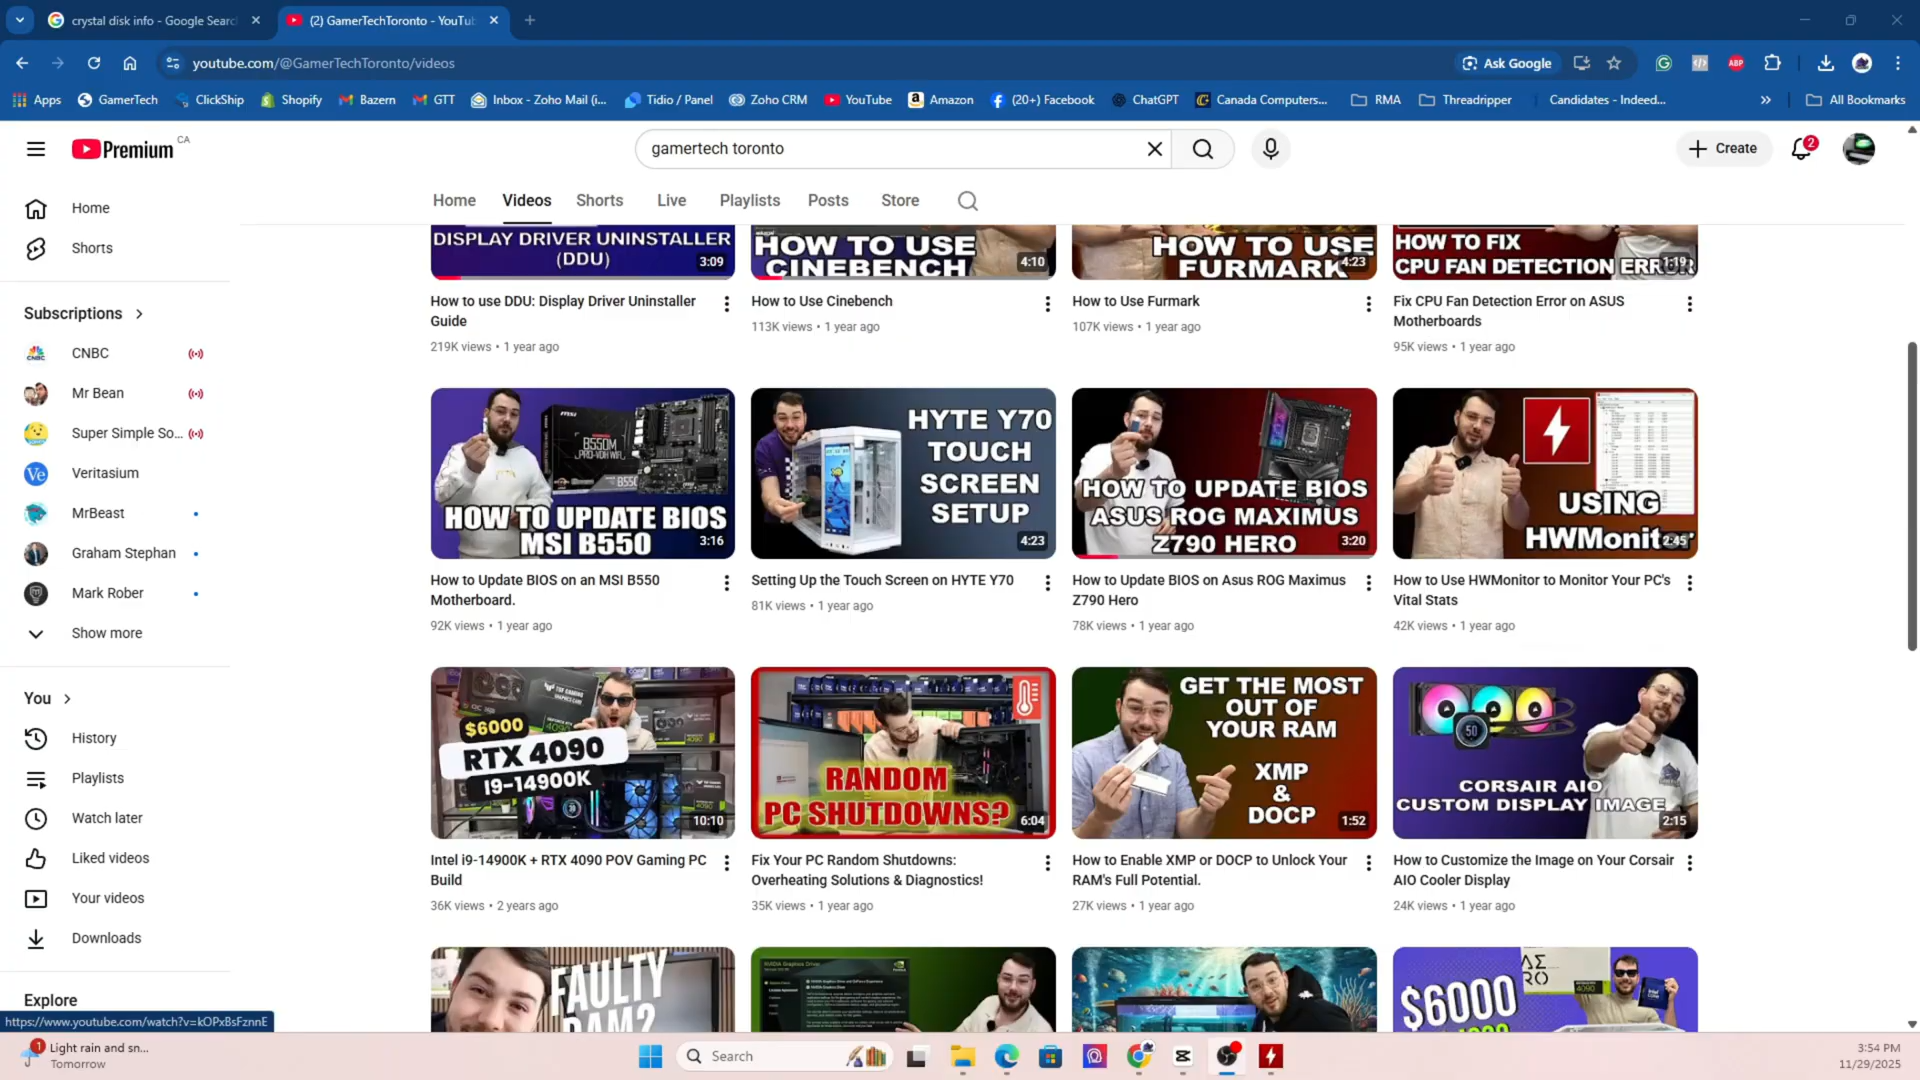 crystal disk info - Google Searc
(2) GamerTechToronto - YouTu
youtube.com/@GamerTechToronto/videos
Ask Google
Apps
GamerTech
ClickShip
Shopify
Bazern
GTT
Inbox - Zoho Mail (i...
Tidio / Panel
Zoho CRM
YouTube
Amazon
(20+) Facebook
ChatGPT
Canada Computers...
RMA
Threadripper
Candidates - Indeed...
All Bookmarks
Premium CA
gamertech toronto
Create
2
Home
Videos
Shorts
Live
Playlists
Posts
Store
Home
Shorts
Subscriptions
CNBC
Mr Bean
Super Simple So...
Veritasium
MrBeast
Graham Stephan
Mark Rober
Show more
You
History
Playlists
Watch later
Liked videos
Your videos
Downloads
Explore
https://www.youtube.com/watch?v=kOPxBsFznnE
DISPLAY DRIVER UNINSTALLER
(DDU)
3:09
How to use DDU: Display Driver Uninstaller
Guide
219K views • 1 year ago
HOW TO USE
CINEBENCH
4:10
How to Use Cinebench
113K views • 1 year ago
HOW TO USE
FURMARK
4:23
How to Use Furmark
107K views • 1 year ago
HOW TO FIX
CPU FAN DETECTION ERROR
1:19
Fix CPU Fan Detection Error on ASUS
Motherboards
95K views • 1 year ago
B550M
HOW TO UPDATE BIOS
MSI B550
3:16
How to Update BIOS on an MSI B550
Motherboard.
92K views • 1 year ago
HYTE Y70
TOUCH
SCREEN
SETUP
4:23
Setting Up the Touch Screen on HYTE Y70
81K views • 1 year ago
HOW TO UPDATE BIOS
ASUS ROG MAXIMUS
Z790 HERO
3:20
How to Update BIOS on Asus ROG Maximus
Z790 Hero
78K views • 1 year ago
USING
HWMonitor
2:45
How to Use HWMonitor to Monitor Your PC's
Vital Stats
42K views • 1 year ago
$6000
RTX 4090
I9-14900K
10:10
Intel i9-14900K + RTX 4090 POV Gaming PC
Build
36K views • 2 years ago
RANDOM
PC SHUTDOWNS?
6:04
Fix Your PC Random Shutdowns:
Overheating Solutions & Diagnostics!
35K views • 1 year ago
GET THE MOST
OUT OF
YOUR RAM
XMP
&
DOCP
1:52
How to Enable XMP or DOCP to Unlock Your
RAM's Full Potential.
27K views • 1 year ago
50
CORSAIR AIO
CUSTOM DISPLAY IMAGE
2:15
How to Customize the Image on Your Corsair
AIO Cooler Display
24K views • 1 year ago
FAULTY
RAM?
$6000
1
Light rain and sn...
Tomorrow
Search
3:54 PM
11/29/2025